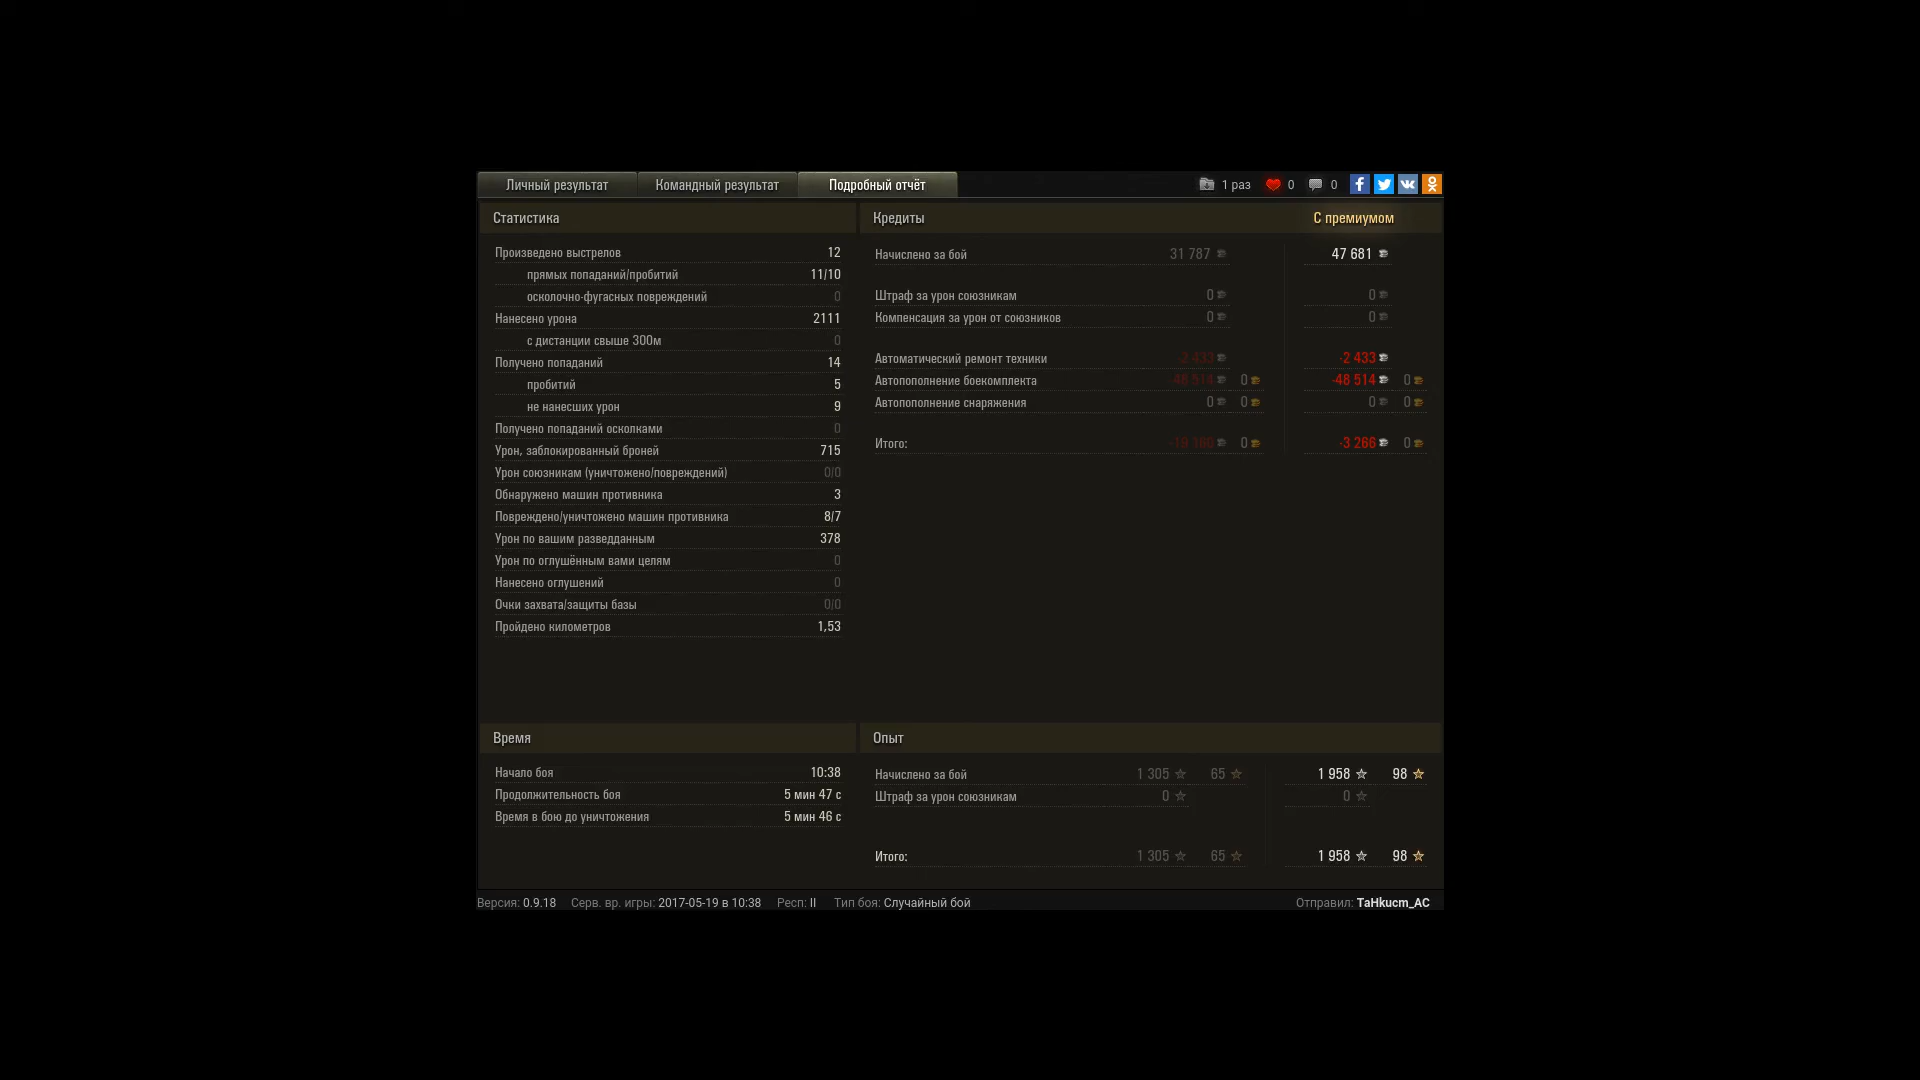 Личный результат Командный результат Подробный отчёт 1 раз 0 0
Статистика
Произведено выстрелов 12
прямых попаданий/пробитий 11/10
осколочно-фугасных повреждений 0
Нанесено урона 2111
с дистанции свыше 300м 0
Получено попаданий 14
пробитий 5
не нанесших урон 9
Получено попаданий осколками 0
Урон, заблокированный броней 715
Урон союзникам (уничтожено/повреждений) 0/0
Обнаружено машин противника 3
Повреждено/уничтожено машин противника 8/7
Урон по вашим разведданным 378
Урон по оглушённым вами целям 0
Нанесено оглушений 0
Очки захвата/защиты базы 0/0
Пройдено километров 1,53
Кредиты С премиумом
Начислено за бой 31 787 47 681
Штраф за урон союзникам 0 0
Компенсация за урон от союзников 0 0
Автоматический ремонт техники -2 433 -2 433
Автопополнение боекомплекта -48 514 0 -48 514 0
Автопополнение снаряжения 0 0 0 0
Итого: -19 160 0 -3 266 0
Время
Начало боя 10:38
Продолжительность боя 5 мин 47 с
Время в бою до уничтожения 5 мин 46 с
Опыт
Начислено за бой 1 305 65 1 958 98
Штраф за урон союзникам 0 0
Итого: 1 305 65 1 958 98
Версия: 0.9.18 Серв. вр. игры: 2017-05-19 в 10:38 Респ: II Тип боя: Случайный бой Отправил: TaHkucm_AC